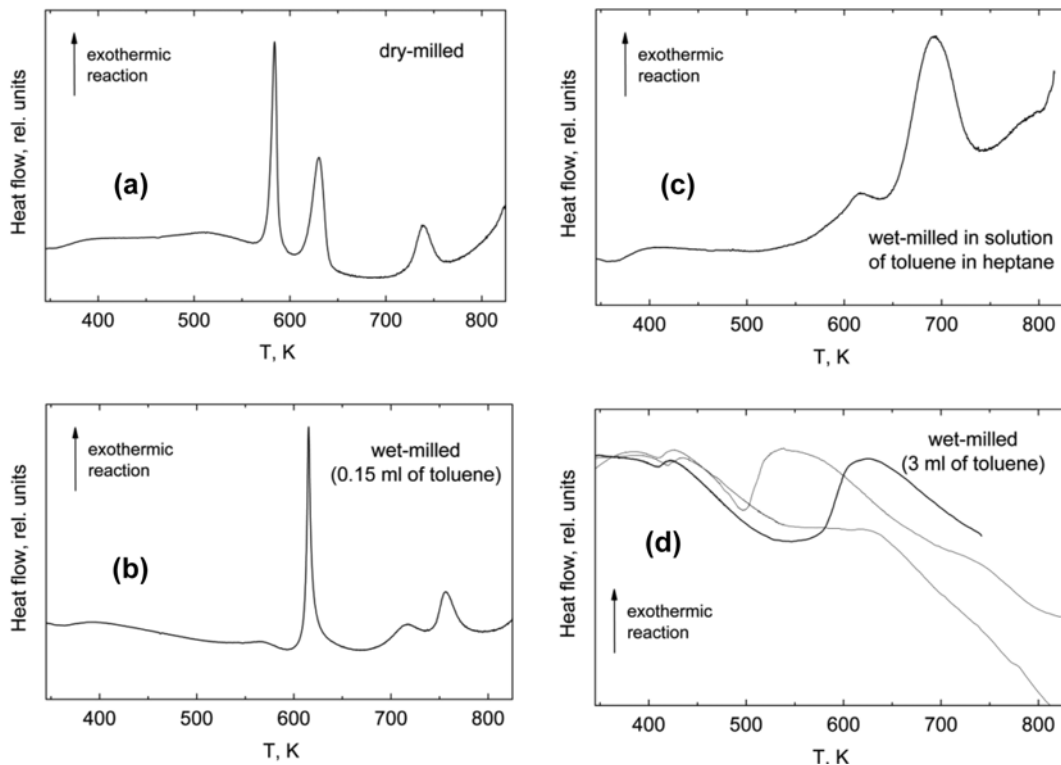 exothermic
reaction
dry-milled
(a)
Heat flow, rel. units
400 500 600 700 800
T, K
exothermic
reaction
(c)
wet-milled in solution
of toluene in heptane
Heat flow, rel. units
400 500 600 700 800
T, K
exothermic
reaction
wet-milled
(0.15 ml of toluene)
(b)
Heat flow, rel. units
400 500 600 700 800
T, K
wet-milled
(3 ml of toluene)
(d)
exothermic
reaction
Heat flow, rel. units
400 500 600 700 800
T, K